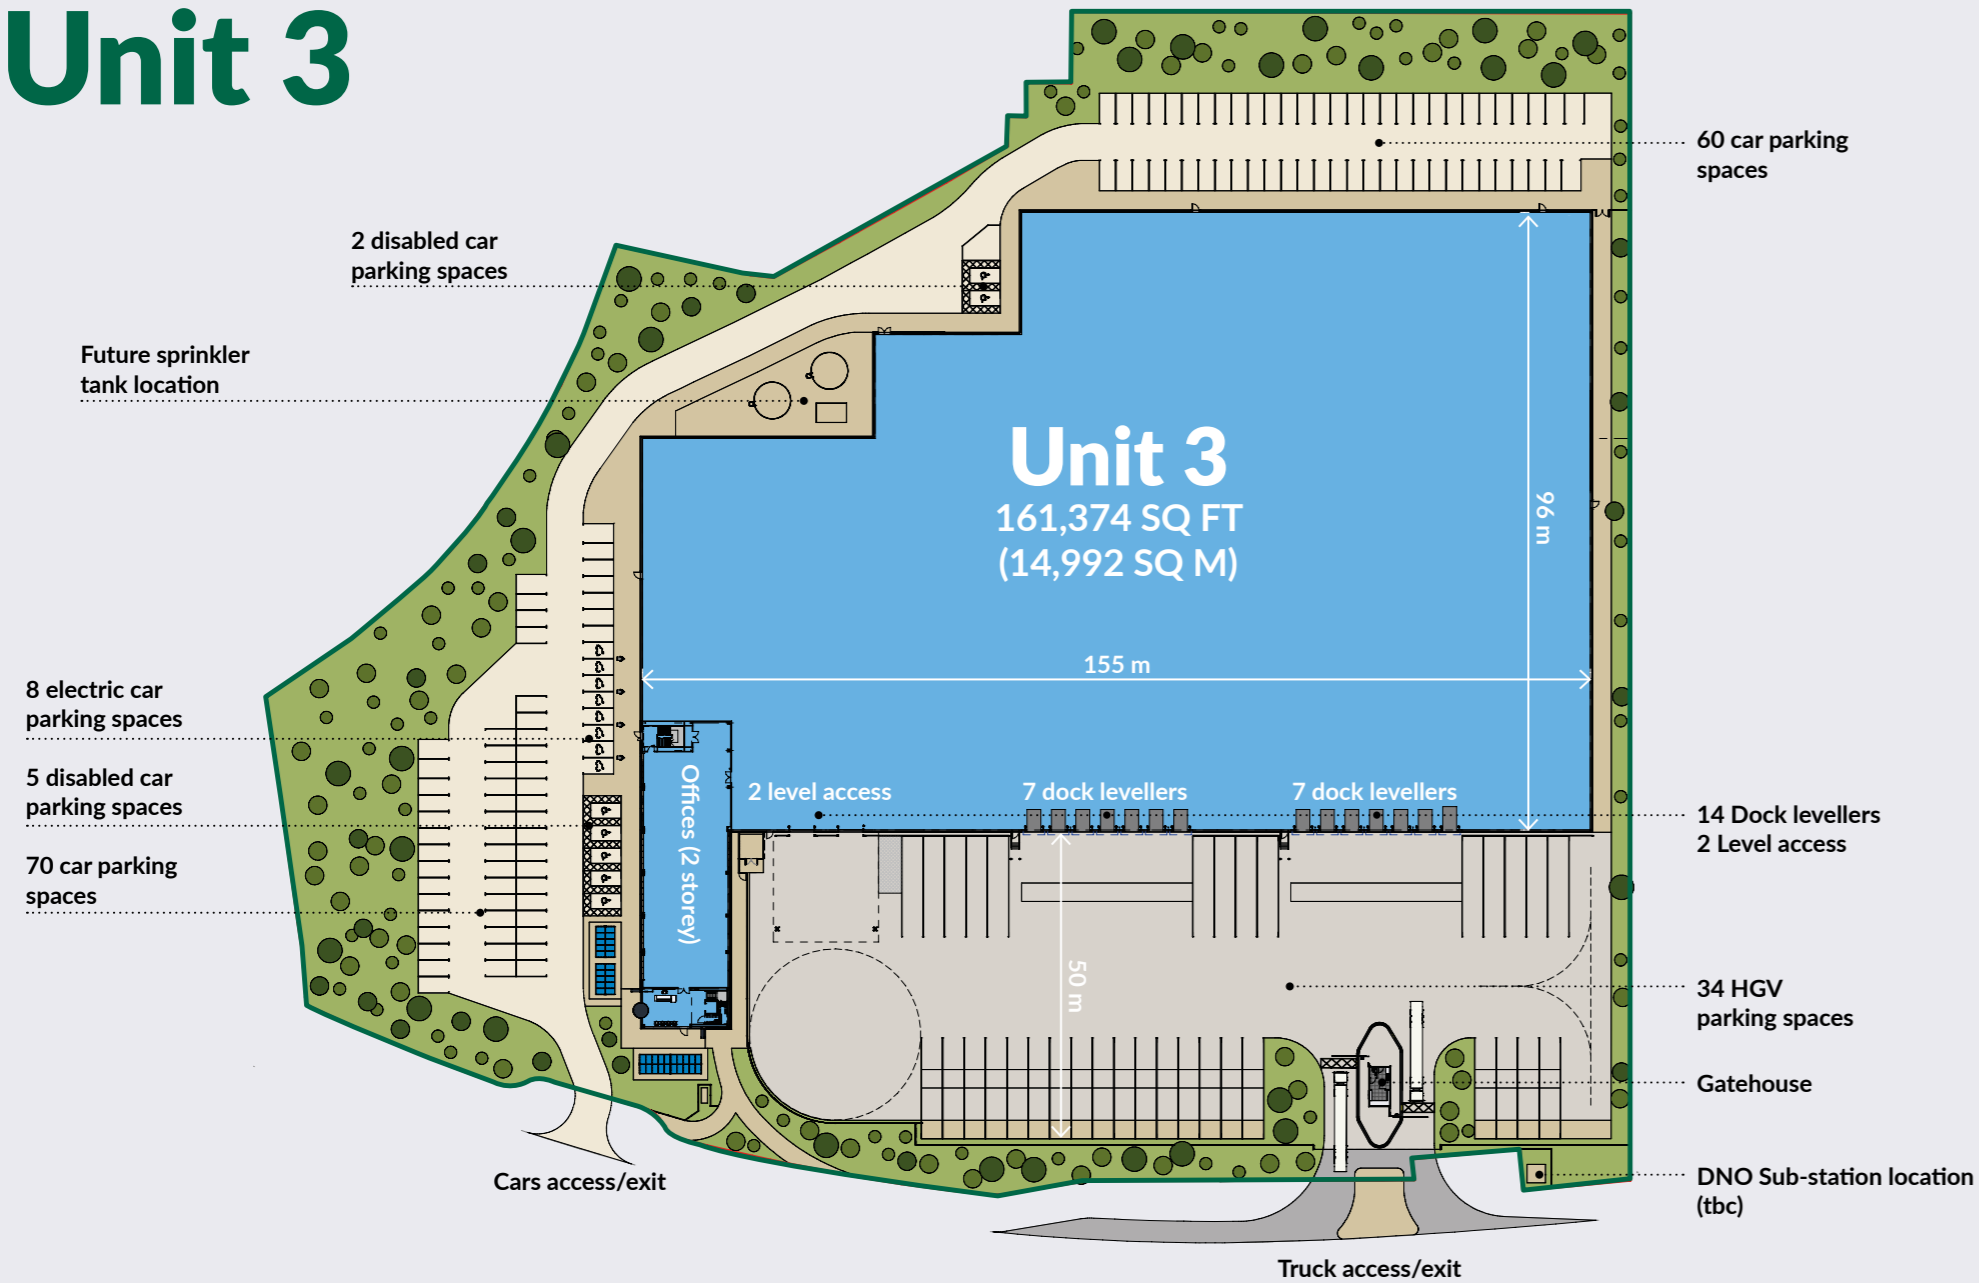 Unit 3
60 car parking
spaces
2 disabled car
parking spaces
Future sprinkler
tank location
Unit 3
161,374 SQ FT
(14,992 SQ M)
96 m
155 m
8 electric car
parking spaces
5 disabled car
parking spaces
70 car parking
spaces
Offices (2 storey)
2 level access
7 dock levellers
7 dock levellers
14 Dock levellers
2 Level access
50 m
34 HGV
parking spaces
Gatehouse
DNO Sub-station location
(tbc)
Cars access/exit
Truck access/exit